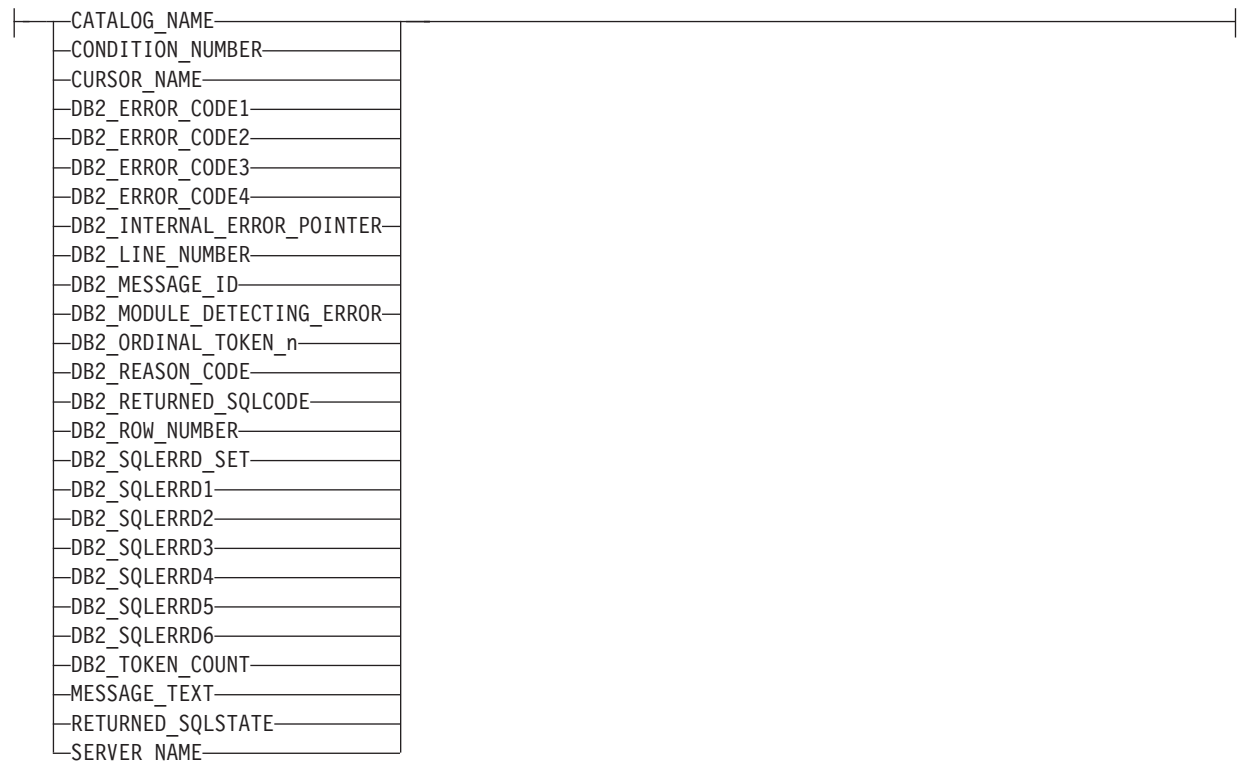 CATALOG_NAME
CONDITION_NUMBER
CURSOR_NAME
DB2_ERROR_CODE1
DB2_ERROR_CODE2
DB2_ERROR_CODE3
DB2_ERROR_CODE4
DB2_INTERNAL_ERROR_POINTER
DB2_LINE_NUMBER
DB2_MESSAGE_ID
DB2_MODULE_DETECTING_ERROR
DB2_ORDINAL_TOKEN_n
DB2_REASON_CODE
DB2_RETURNED_SQLCODE
DB2_ROW_NUMBER
DB2_SQLERRD_SET
DB2_SQLERRD1
DB2_SQLERRD2
DB2_SQLERRD3
DB2_SQLERRD4
DB2_SQLERRD5
DB2_SQLERRD6
DB2_TOKEN_COUNT
MESSAGE_TEXT
RETURNED_SQLSTATE
SERVER_NAME